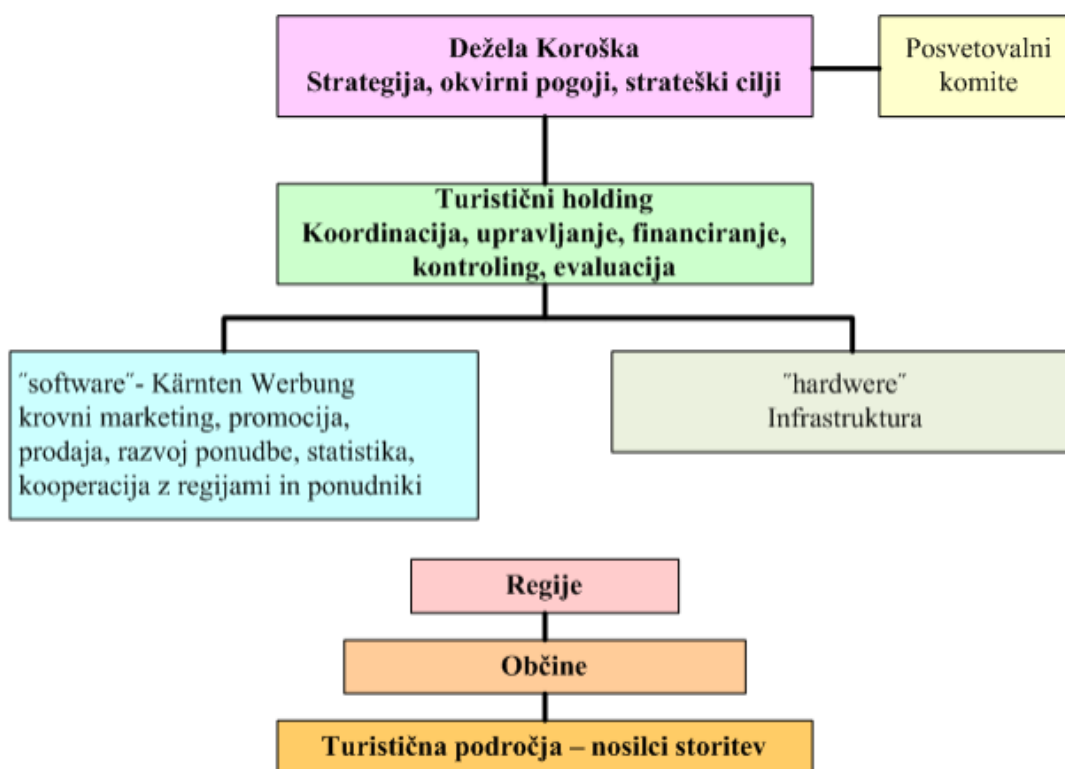 Dežela Koroška
Strategija, okvirni pogoji, strateški cilji
Posvetovalni
komite
Turistični holding
Koordinacija, upravljanje, financiranje,
kontroling, evaluacija
˝software˝- Kärnten Werbung
krovni marketing, promocija,
prodaja, razvoj ponudbe, statistika,
kooperacija z regijami in ponudniki
˝hardwere˝
Infrastruktura
Regije
Občine
Turistična področja – nosilci storitev